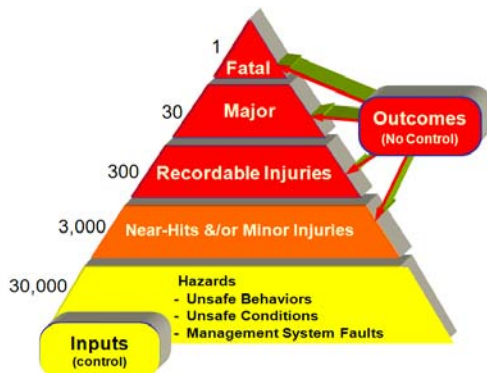 1
Fatal
30
Major
Outcomes
(No Control)
300
Recordable Injuries
3,000
Near-Hits &/or Minor Injuries
30,000
Hazards
- Unsafe Behaviors
- Unsafe Conditions
- Management System Faults
Inputs
(control)